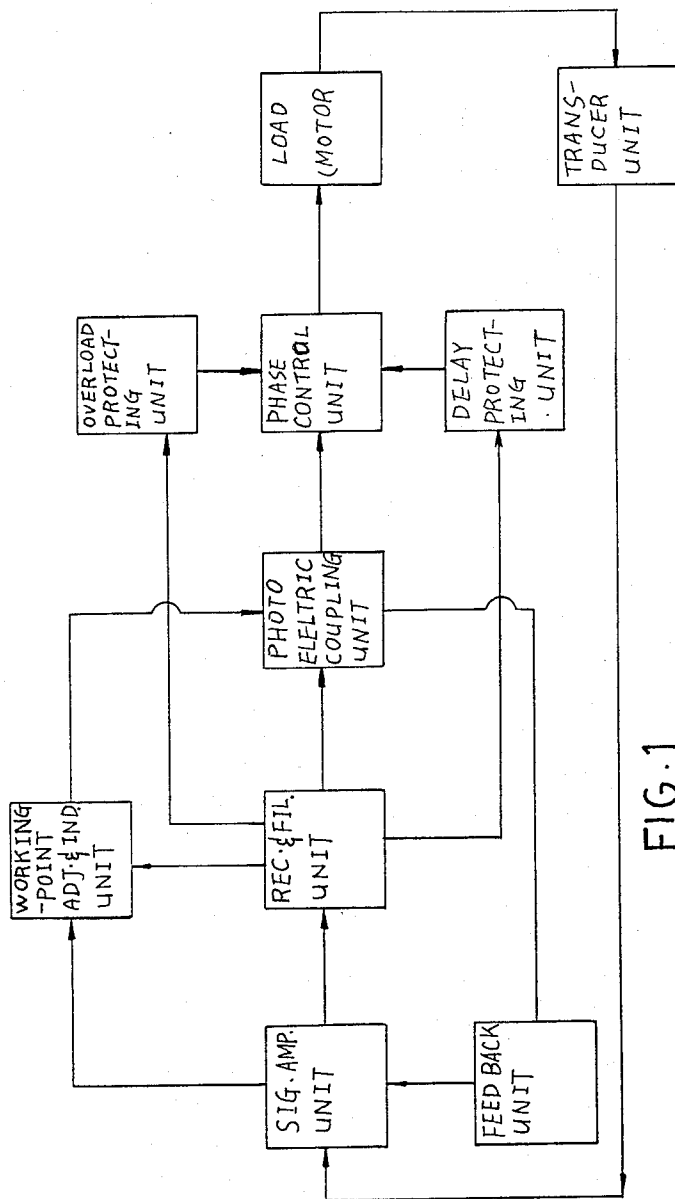 WORKING
-POINT
ADJ.& IND.
UNIT
OVERLOAD
PROTECT-
ING
UNIT
SIG. AMP.
UNIT
REC.& FIL.
UNIT
PHOTO
ELELTRIC
COUPLING
UNIT
PHASE
CONTROL
UNIT
LOAD
(MOTOR
FEED BACK
UNIT
DELAY
PROTECT-
ING
UNIT
TRANS-
DUCER
UNIT
FIG.1